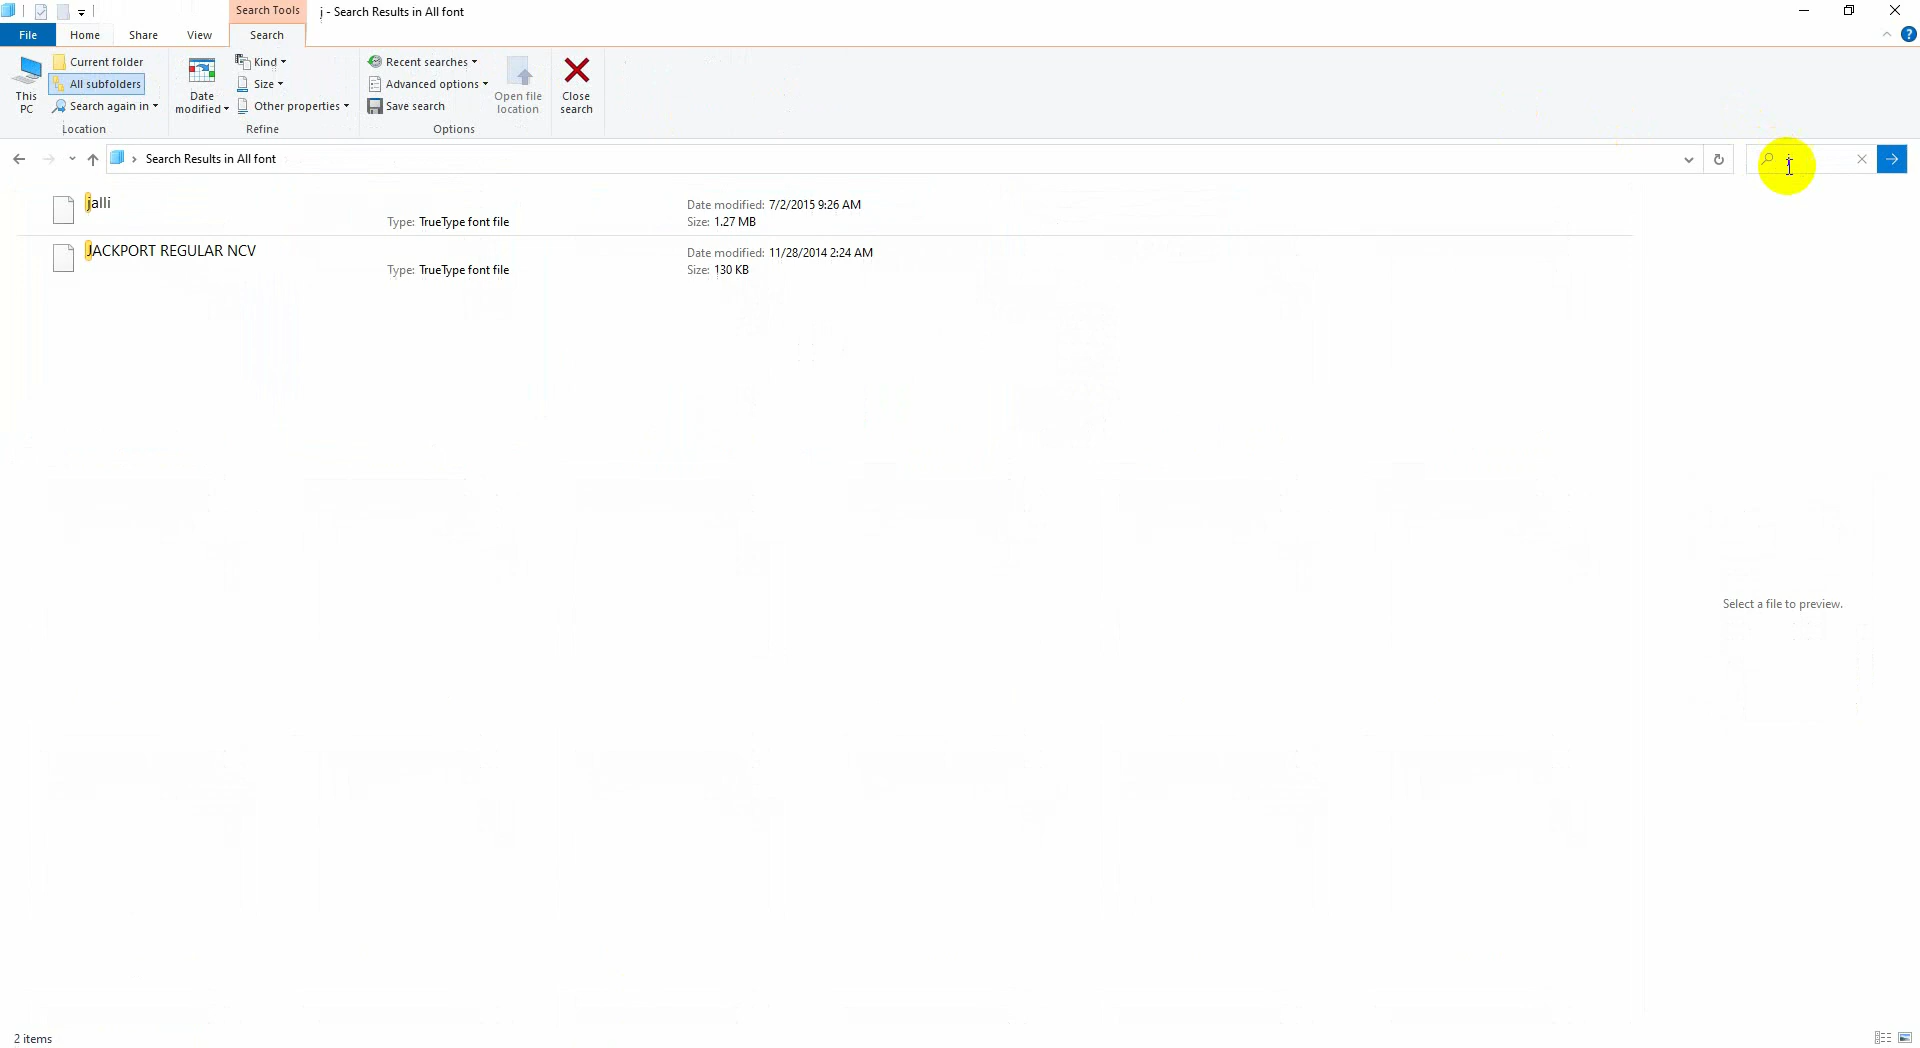 Search Tools
j - Search Results in All font
File
Home
Share
View
Search
This PC
Current folder
All subfolders
Search again in
Location
Date modified
Kind
Size
Other properties
Refine
Recent searches
Advanced options
Save search
Options
Open file location
Close search
Search Results in All font
j
jalli
Type: TrueType font file
Date modified: 7/2/2015 9:26 AM
Size: 1.27 MB
JACKPORT REGULAR NCV
Type: TrueType font file
Date modified: 11/28/2014 2:24 AM
Size: 130 KB
Select a file to preview.
2 items